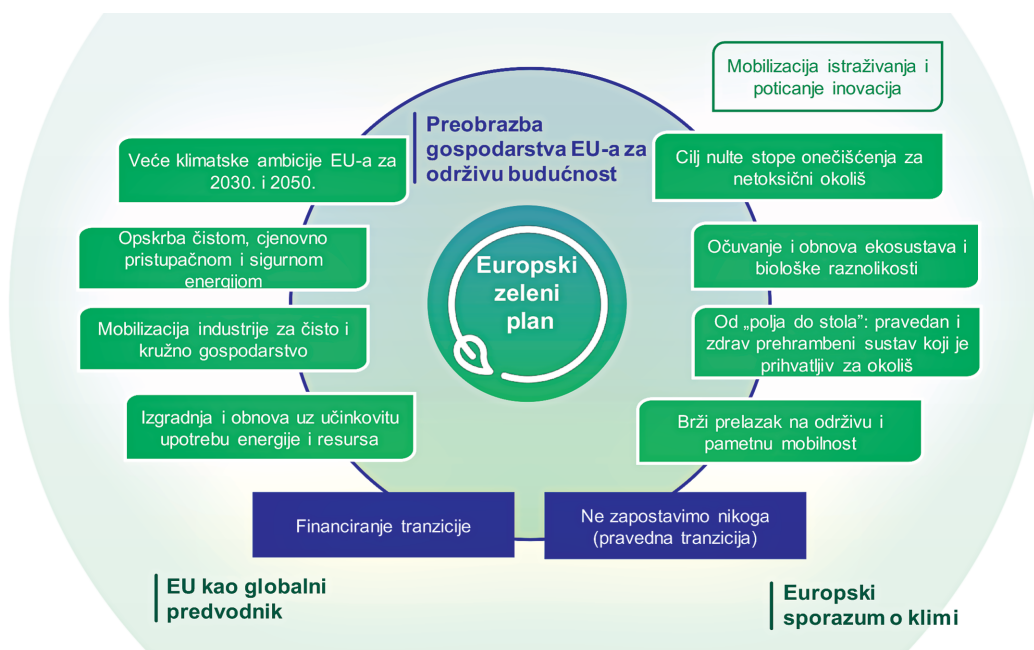 Mobilizacija istraživanja i
poticanje inovacija
Preobrazba
gospodarstva EU-a za
održivu budućnost
Veće klimatske ambicije EU-a za
2030. i 2050.
Cilj nulte stope onečišćenja za
netoksični okoliš
Opskrba čistom, cjenovno
pristupačnom i sigurnom
energijom
Očuvanje i obnova ekosustava i
biološke raznolikosti
Europski
zeleni
plan
Mobilizacija industrije za čisto i
kružno gospodarstvo
Od „polja do stola”: pravedan i
zdrav prehrambeni sustav koji je
prihvatljiv za okoliš
Izgradnja i obnova uz učinkovitu
upotrebu energije i resursa
Brži prelazak na održivu i
pametnu mobilnost
Financiranje tranzicije
Ne zapostavimo nikoga
(pravedna tranzicija)
EU kao globalni
predvodnik
Europski
sporazum o klimi